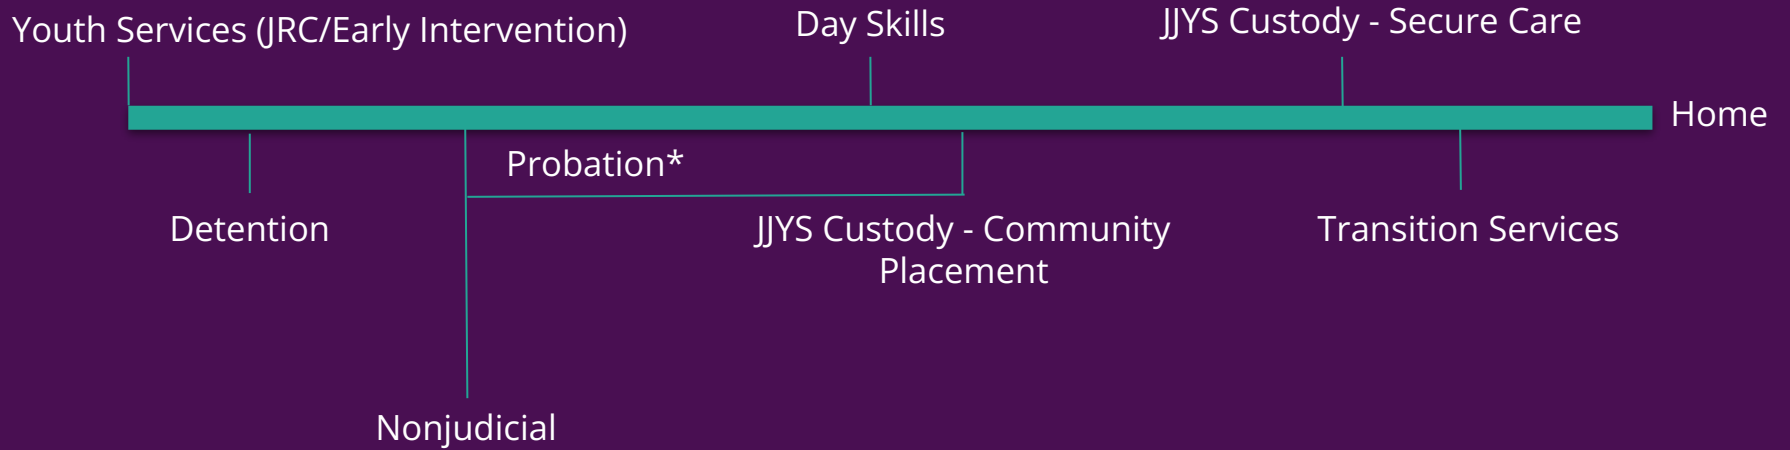 Youth Services (JRC/Early Intervention)
Day Skills
JJYS Custody - Secure Care
Home
Probation*
Detention
JJYS Custody - Community
Placement
Transition Services
Nonjudicial